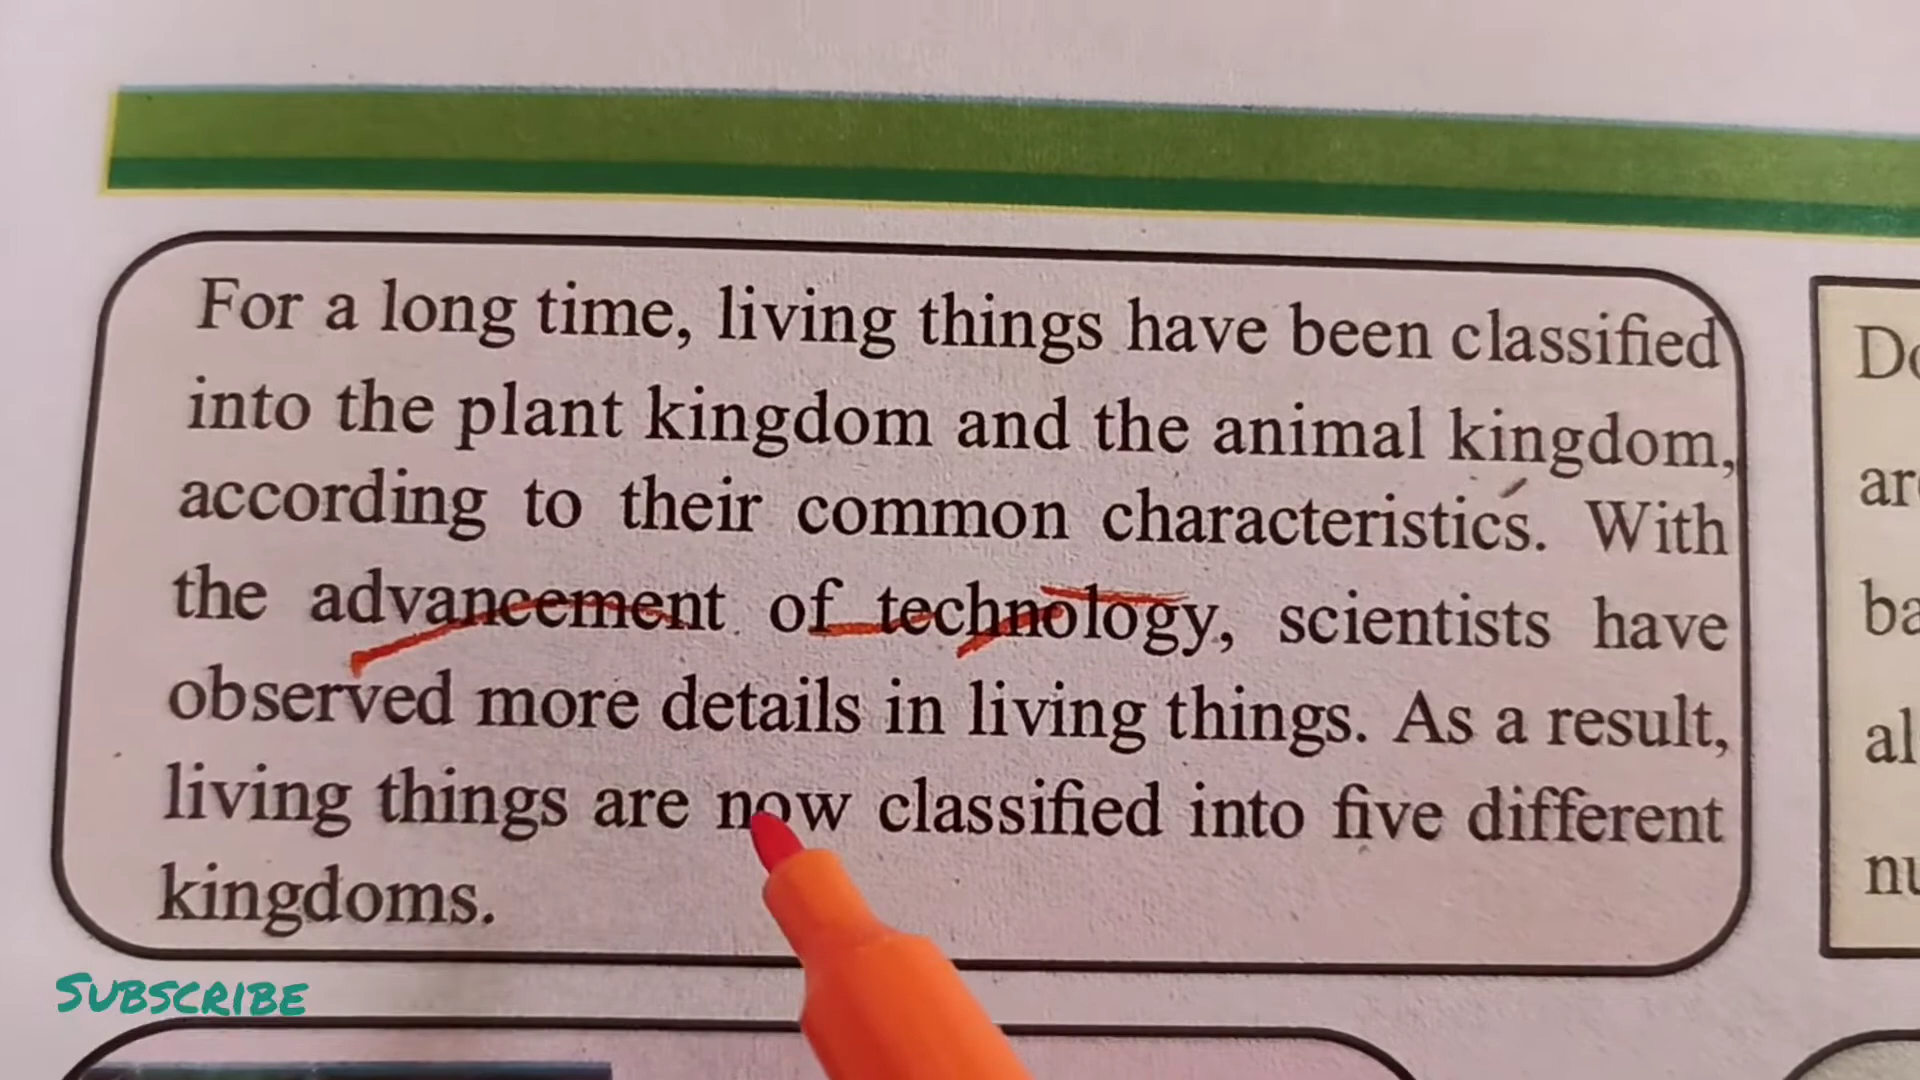 For a long time, living things have been classified
into the plant kingdom and the animal kingdom,
according to their common characteristics. With
the advancement of technology, scientists have
observed more details in living things. As a result,
living things are now classified into five different
kingdoms.
SUBSCRIBE